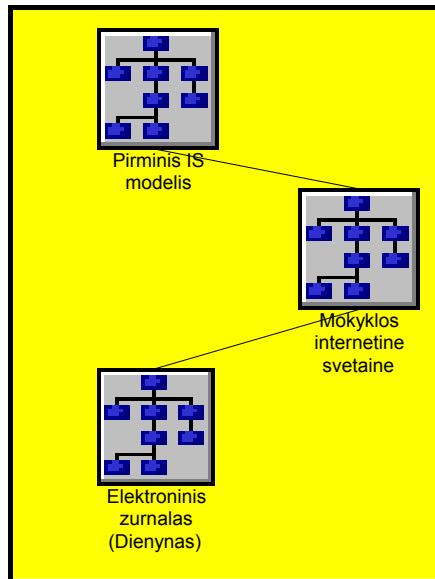 Pirminis IS
modelis
Mokyklos
internetine
svetaine
Elektroninis
zurnalas
(Dienynas)